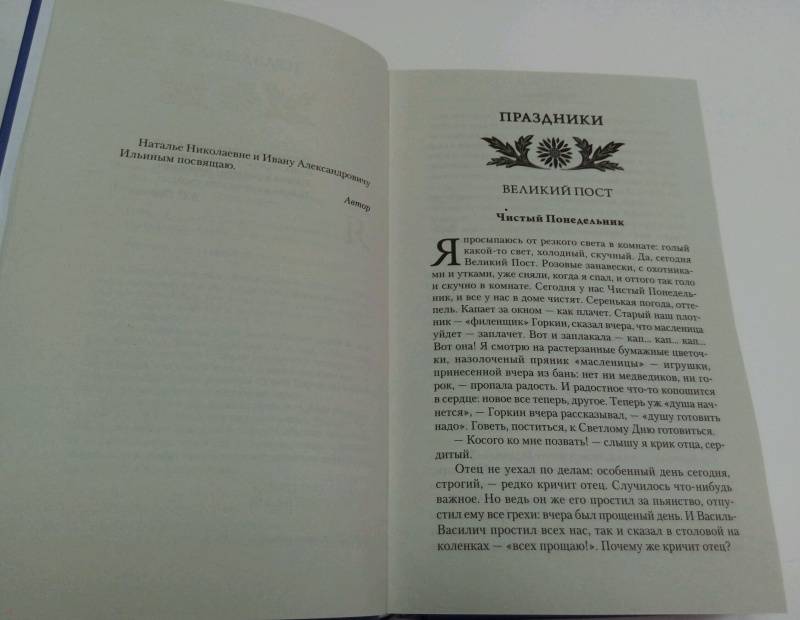 Наталье Николаевне и Ивану Александровичу
Ильиным посвящаю.
Автор
ПРАЗДНИКИ
ВЕЛИКИЙ ПОСТ
Чистый Понедельник
Я просыпаюсь от резкого света в комнате: голый
какой-то свет, холодный, скучный. Да, сегодня
Великий Пост. Розовые занавески, с охотника-
ми и утками, уже сняли, когда я спал, и оттого так голо
и скучно в комнате. Сегодня у нас Чистый Понедель-
ник, и все у нас в доме чистят. Серенькая погода, отте-
пель. Капает за окном — как плачет. Старый наш плот-
ник — «филенщик» Горкин, сказал вчера, что масленица
уйдет — заплачет. Вот и заплакала — кап... кап... кап...
Вот она! Я смотрю на растерзанные бумажные цветоч-
ки, назолоченый пряник «масленицы» — игрушки,
принесенной вчера из бань: нет ни медведиков, ни го-
рок, — пропала радость. И радостное что-то копошится
в сердце: новое все теперь, другое. Теперь уж «душа нач-
нется», — Горкин вчера рассказывал, — «душу готовить
надо». Говеть, поститься, к Светлому Дню готовиться.
— Косого ко мне позвать! — слышу я крик отца, сер-
дитый.
Отец не уехал по делам: особенный день сегодня,
строгий, — редко кричит отец. Случилось что-нибудь
важное. Но ведь он же его простил за пьянство, отпу-
стил ему все грехи: вчера был прощеный день. И Василь-
Василич простил всех нас, так и сказал в столовой на
коленках — «всех прощаю!». Почему же кричит отец?